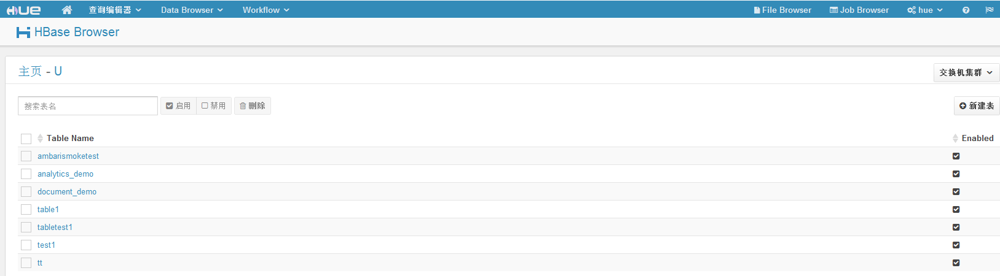 HUE 查询编辑器 Data Browser Workflow File Browser Job Browser hue
HBase Browser
主页 - U 交换机集群
搜索表名 启用 禁用 删除 新建表
Table Name Enabled
ambarismoketest
analytics_demo
document_demo
table1
tabletest1
test1
tt